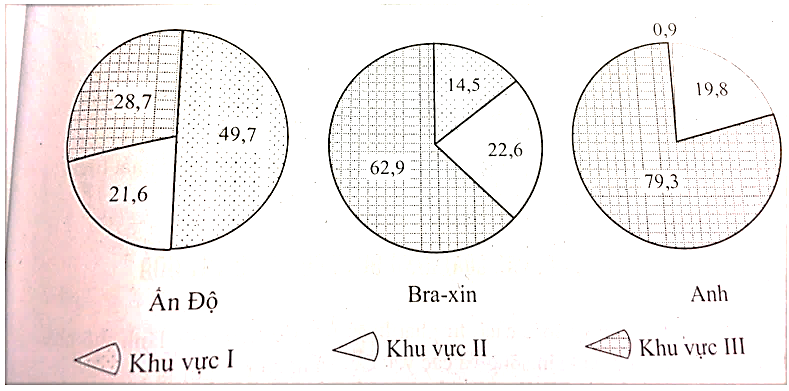 28,7
49,7
21,6
14,5
22,6
62,9
0,9
19,8
79,3
Ấn Độ
Bra-xin
Anh
Khu vực I
Khu vực II
Khu vực III